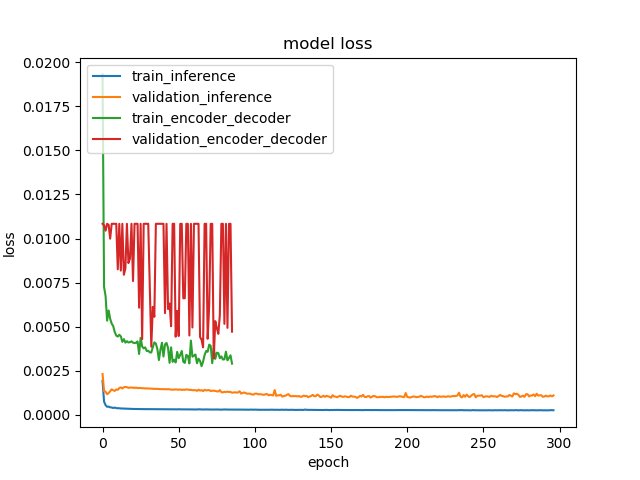 model loss
train_inference
validation_inference
train_encoder_decoder
validation_encoder_decoder
loss
0.0200
0.0175
0.0150
0.0125
0.0100
0.0075
0.0050
0.0025
0.0000
0 50 100 150 200 250 300
epoch